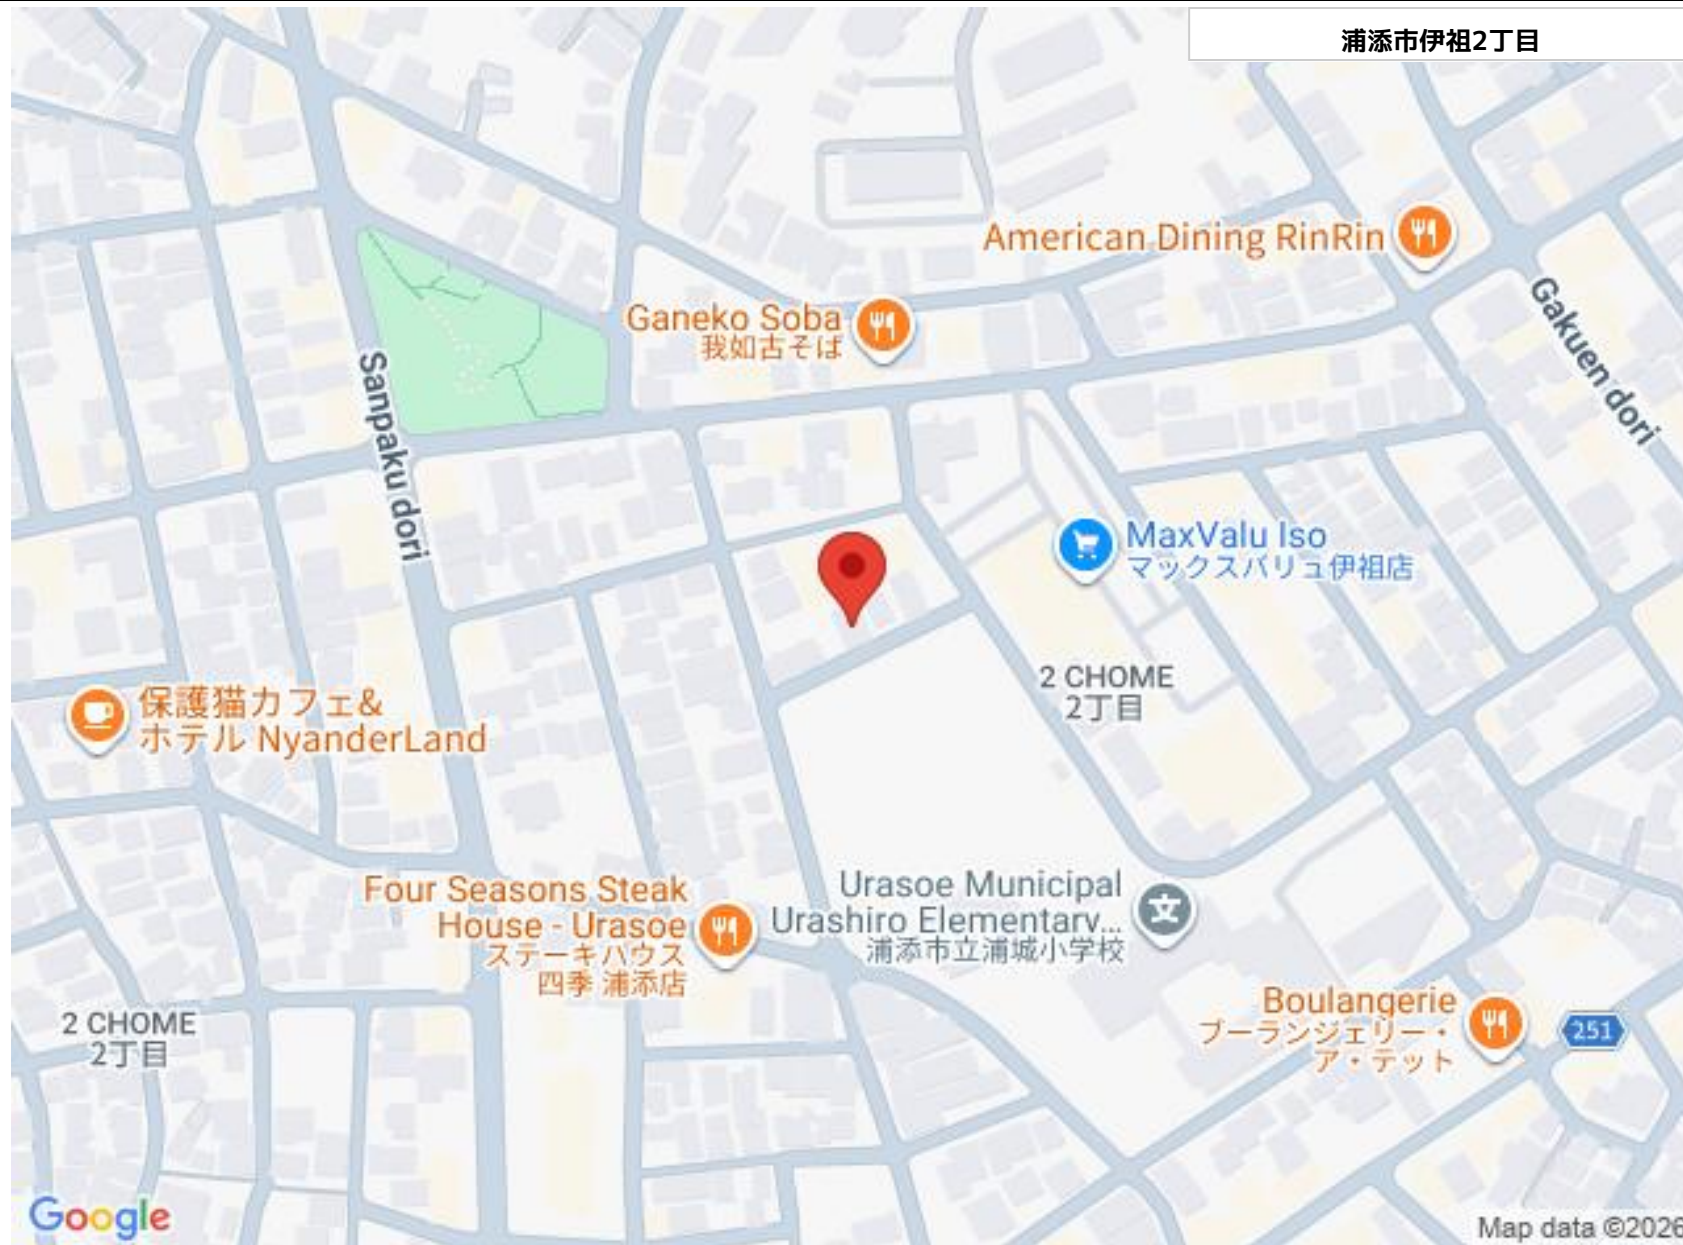 浦添市伊祖2丁目
American Dining RinRin
Gakuen dori
Ganeko Soba
我如古そば
Sanpaku dori
MaxValu Iso
マックスバリュ伊祖店
2 CHOME
2丁目
保護猫カフェ&
ホテル NyanderLand
Four Seasons Steak
House - Urasoe
ステーキハウス
四季 浦添店
Urasoe Municipal
Urashiro Elementary...
浦添市立浦城小学校
Boulangerie
ブーランジェリー・
ア・テット
251
2 CHOME
2丁目
Google
Map data ©2026